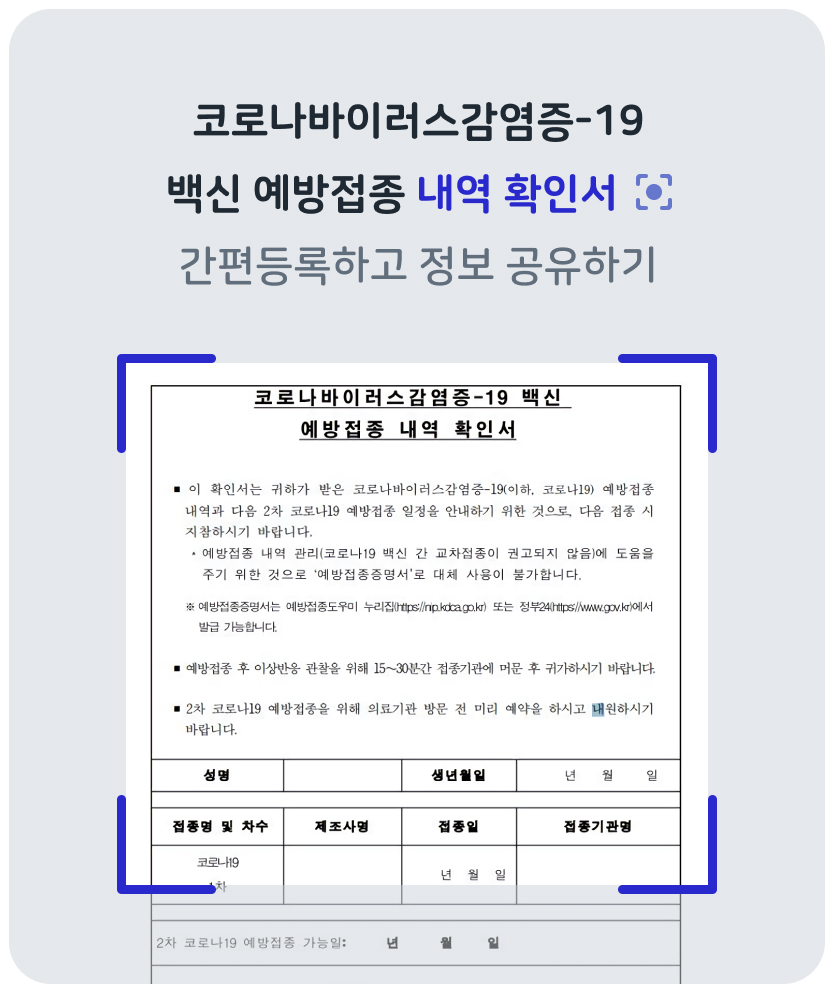 코로나바이러스감염증-19
백신 예방접종 내역 확인서
간편등록하고 정보 공유하기
코로나바이러스감염증-19 백신
예방접종 내역 확인서
■ 이 확인서는 귀하가 받은 코로나바이러스감염증-19(이하, 코로나19) 예방접종
내역과 다음 2차 코로나19 예방접종 일정을 안내하기 위한 것으로, 다음 접종 시
지참하시기 바랍니다.
* 예방접종 내역 관리(코로나19 백신 간 교차접종이 권고되지 않음)에 도움을
주기 위한 것으로 '예방접종증명서'로 대체 사용이 불가합니다.
※ 예방접종증명서는 예방접종도우미 누리집(https://nip.kdca.go.kr) 또는 정부24(https://www.gov.kr)에서
발급 가능합니다.
■ 예방접종 후 이상반응 관찰을 위해 15~30분간 접종기관에 머문 후 귀가하시기 바랍니다.
■ 2차 코로나19 예방접종을 위해 의료기관 방문 전 미리 예약을 하시고 내원하시기
바랍니다.
성명 생년월일 년 월 일
접종명 및 차수 제조사명 접종일 접종기관명
코로나19
1차 년 월 일
2차 코로나19 예방접종 가능일: 년 월 일